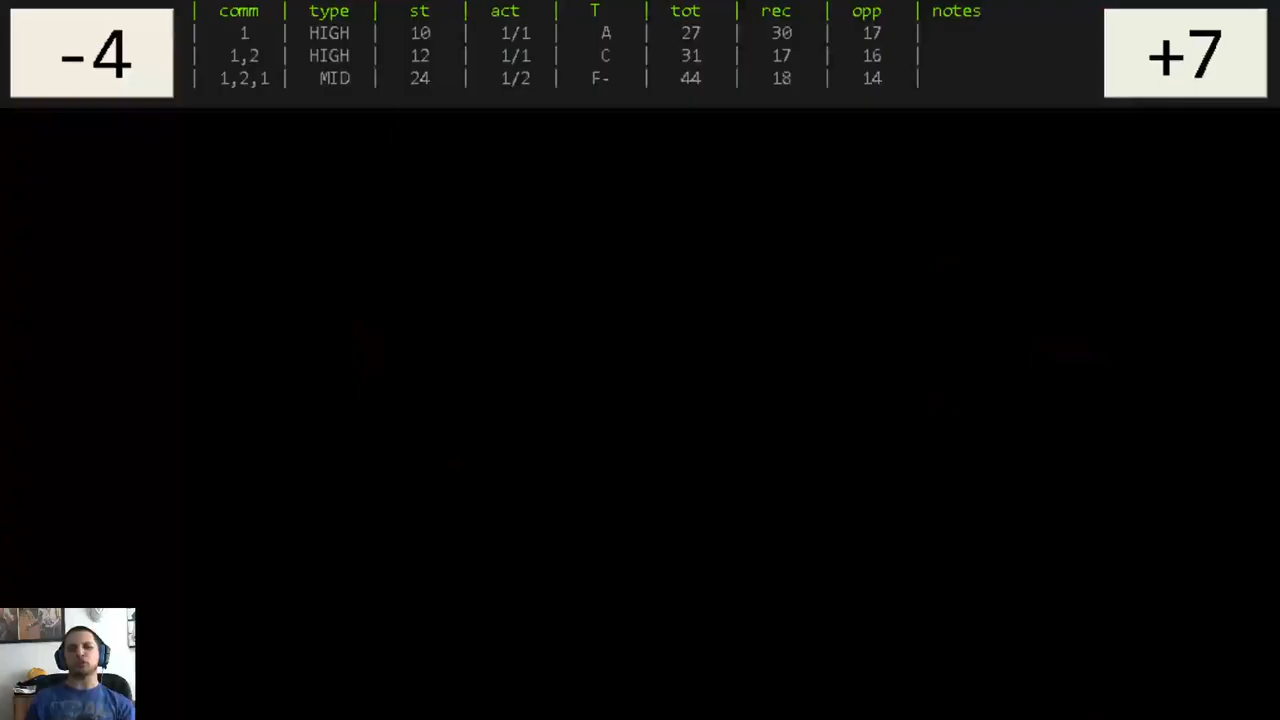 -4
| comm | type | st | act | T | tot | rec | opp | notes
| 1 | HIGH | 10 | 1/1 | A | 27 | 30 | 17 |
| 1,2 | HIGH | 12 | 1/1 | C | 31 | 17 | 16 |
| 1,2,1 | MID | 24 | 1/2 | F- | 44 | 18 | 14 |
+7